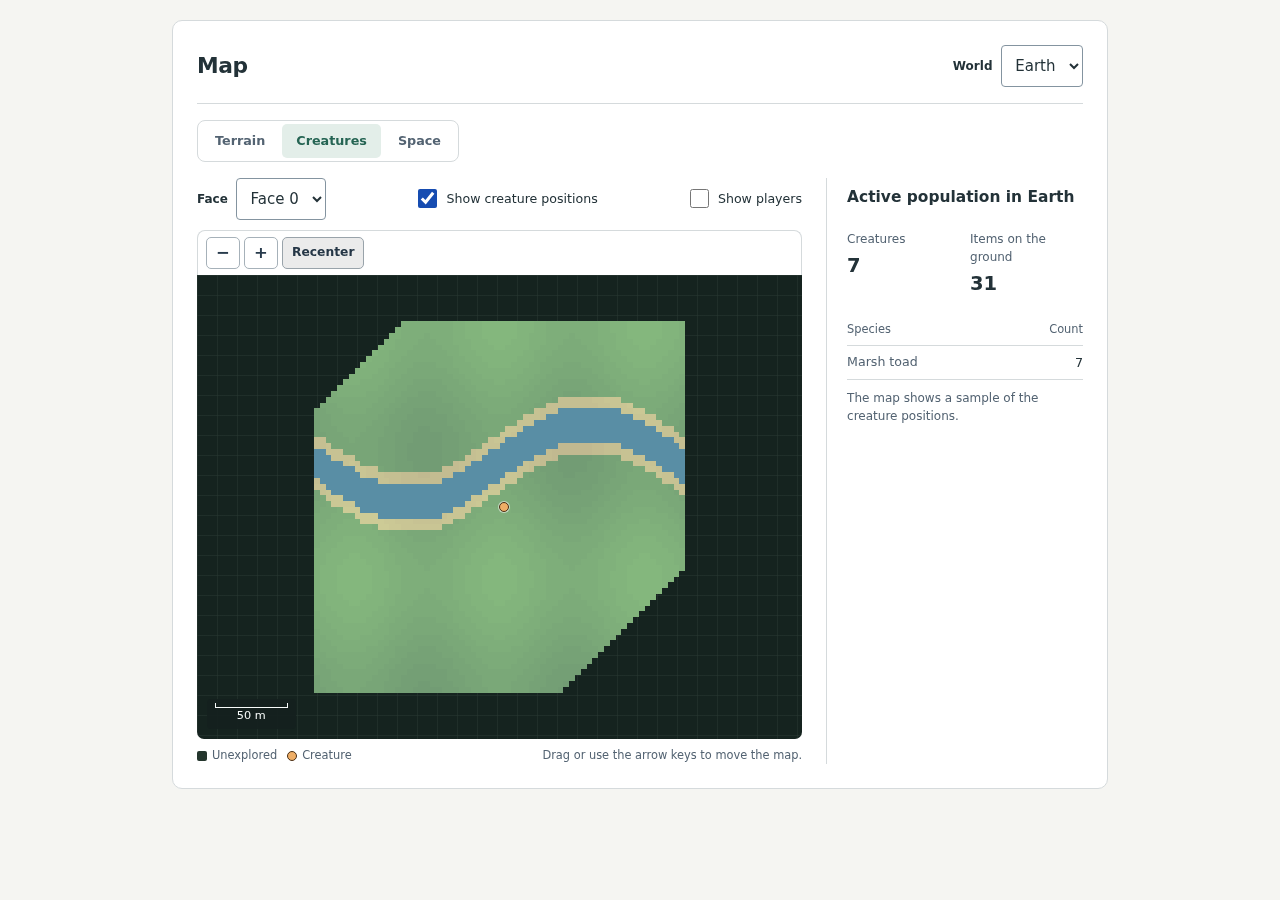 Map
World
Earth
Terrain
Creatures
Space
Face
Face 0
Show creature positions
Show players
−
+
Recenter
50 m
Unexplored
Creature
Drag or use the arrow keys to move the map.
Active population in Earth
Creatures
7
Items on the
ground
31
Species
Count
Marsh toad
7
The map shows a sample of the
creature positions.